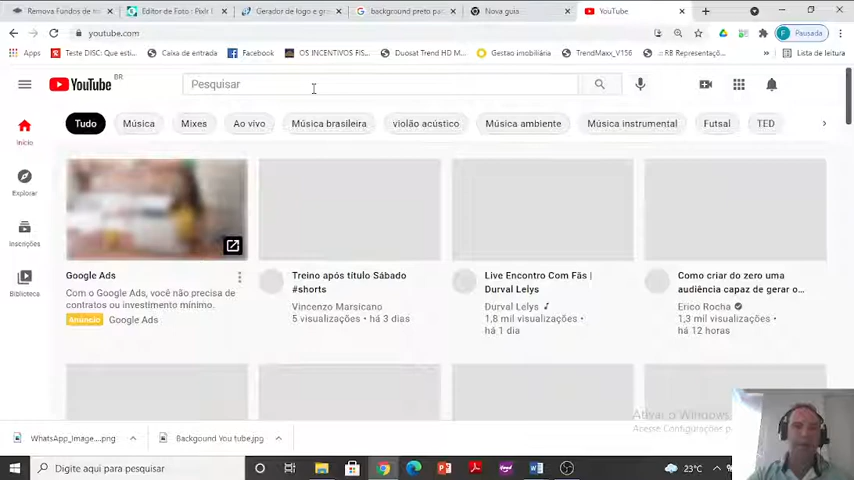 Remova Fundos de Im
Editor de Foto : Pixlr
Gerador de logo e gr
background preto pa
Nova guia
YouTube
youtube.com
Pausada
Apps
Teste DISC: Que esti...
Caixa de entrada
Facebook
OS INCENTIVOS FIS...
Duosat Trend HD M...
Gestao imobiliária
TrendMaxx_V156
.:: RB Representaçõ...
Lista de leitura
YouTube BR
Pesquisar
Tudo
Música
Mixes
Ao vivo
Música brasileira
violão acústico
Música ambiente
Música instrumental
Futsal
TED
Início
Explorar
Inscrições
Biblioteca
Google Ads
Com o Google Ads, você não precisa de
contratos ou investimento mínimo.
Anúncio Google Ads
Treino após título Sábado
#shorts
Vincenzo Marsicano
5 visualizações • há 3 dias
Live Encontro Com Fãs |
Durval Lelys
Durval Lelys
1,8 mil visualizações •
há 1 dia
Como criar do zero uma
audiência capaz de gerar o...
Erico Rocha
1,3 mil visualizações •
há 12 horas
Ativar o Windows
Acesse Configurações
WhatsApp_Image....png
Backgound You tube.jpg
Digite aqui para pesquisar
23°C